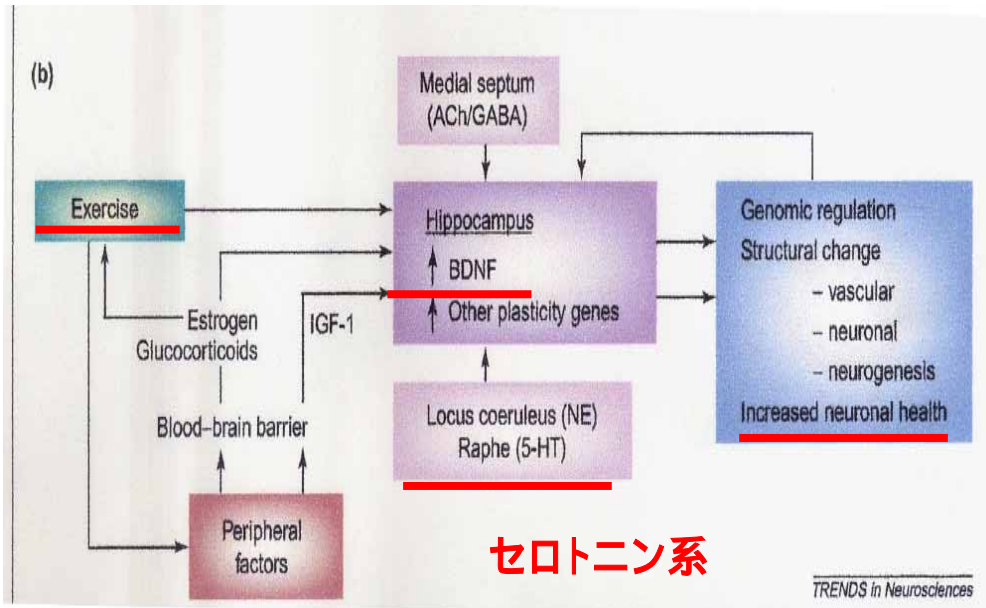 (b)
Medial septum
(ACh/GABA)
Exercise
Hippocampus
BDNF
Other plasticity genes
Genomic regulation
Structural change
– vascular
– neuronal
– neurogenesis
Increased neuronal health
Estrogen
Glucocorticoids
IGF-1
Blood–brain barrier
Locus coeruleus (NE)
Raphe (5-HT)
Peripheral
factors
セロトニン系
TRENDS in Neurosciences